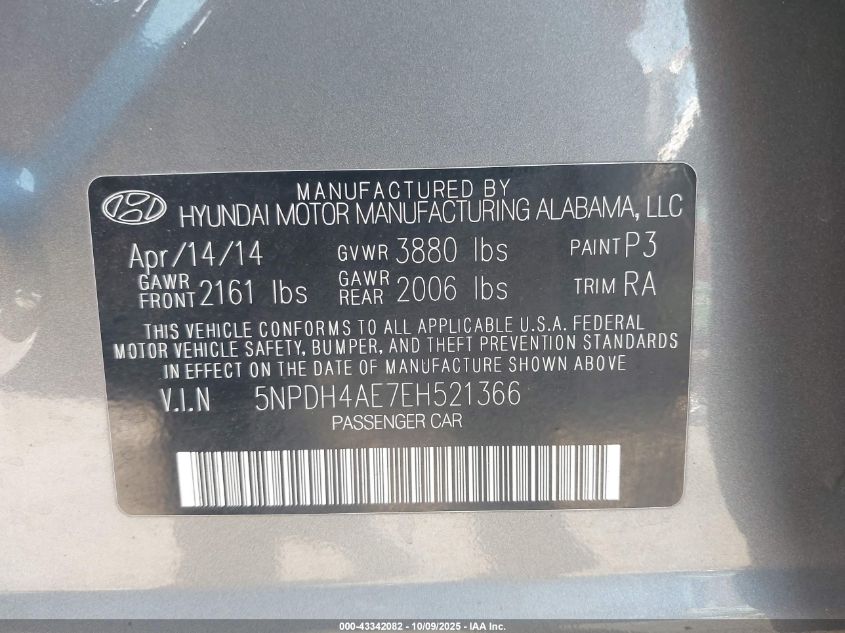 MANUFACTURED BY
HYUNDAI MOTOR MANUFACTURING ALABAMA, LLC
Apr/14/14 GVWR 3880 lbs PAINT P3
GAWR FRONT 2161 lbs GAWR REAR 2006 lbs TRIM RA
THIS VEHICLE CONFORMS TO ALL APPLICABLE U.S.A. FEDERAL
MOTOR VEHICLE SAFETY, BUMPER, AND THEFT PREVENTION STANDARDS
IN EFFECT ON THE DATE OF MANUFACTURE SHOWN ABOVE
V.I.N 5NPDH4AE7EH521366
PASSENGER CAR
000-43342082 - 10/09/2025 - IAA Inc.